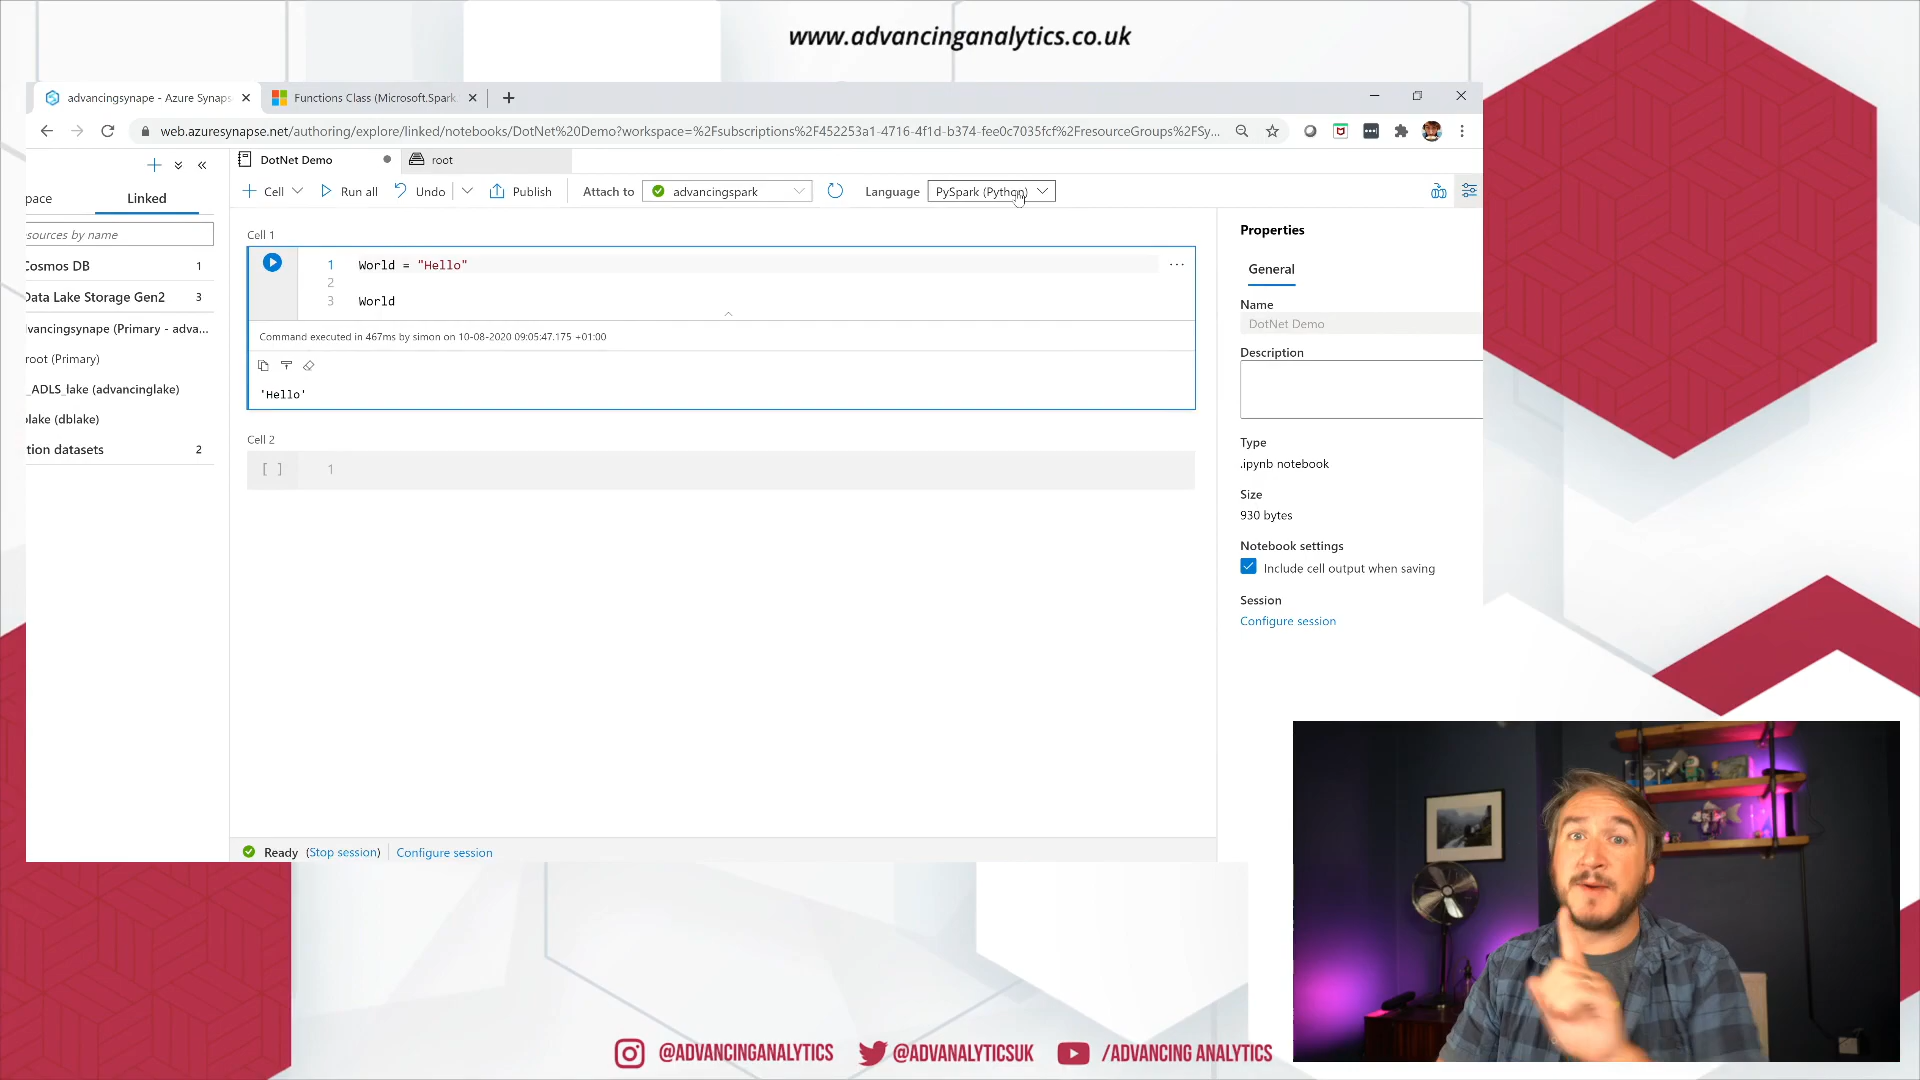 www.advancinganalytics.co.uk
advancingsynape - Azure Synaps
Functions Class (Microsoft.Spark.
web.azuresynapse.net/authoring/explore/linked/notebooks/DotNet%20Demo?workspace=%2Fsubscriptions%2F452253a1-4716-4f1d-b374-fee0c7035fcf%2FresourceGroups%2FSy...
DotNet Demo
root
Cell
Run all
Undo
Publish
Attach to
advancingspark
Language
PySpark (Python)
pace
Linked
sources by name
Cosmos DB 1
Data Lake Storage Gen2 3
vancingsynape (Primary - adva...
root (Primary)
_ADLS_lake (advancinglake)
lake (dblake)
tion datasets 2
Cell 1
1 World = "Hello"
2
3 World
Command executed in 467ms by simon on 10-08-2020 09:05:47.175 +01:00
'Hello'
Cell 2
[ ] 1
Properties
General
Name
DotNet Demo
Description
Type
.ipynb notebook
Size
930 bytes
Notebook settings
Include cell output when saving
Session
Configure session
Ready (Stop session)
Configure session
@ADVANCINGANALYTICS
@ADVANALYTICSUK
/ADVANCING ANALYTICS